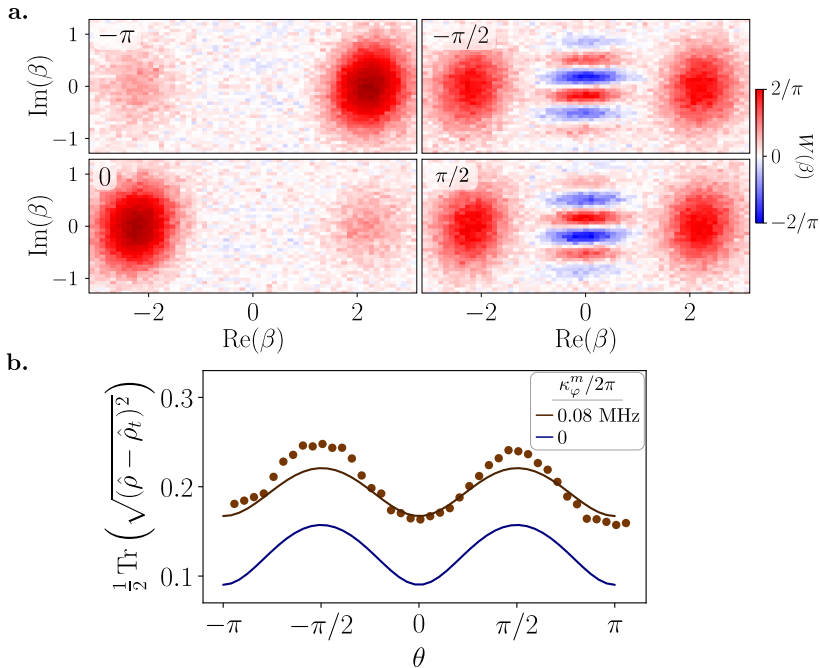 a.
−π
−π/2
1
0
−1
Im(β)
0
π/2
1
0
−1
Im(β)
−2 0 2
−2 0 2
Re(β)
Re(β)
2/π
0
−2/π
W(β)
b.
κ_φ^m/2π
0.08 MHz
0
0.3
0.2
0.1
½Tr(√(ρ̂ − ρ̂_t)²)
−π −π/2 0 π/2 π
θ